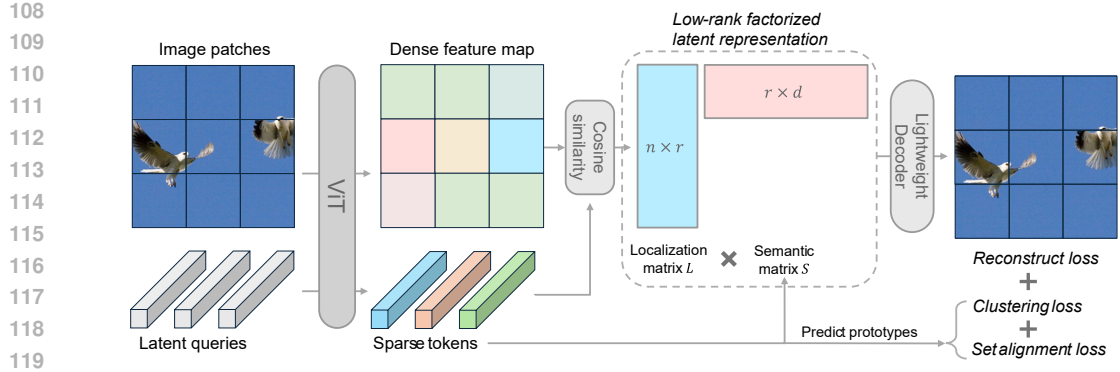 108
109
110
111
112
113
114
115
116
117
118
119
Image patches
Latent queries
ViT
Dense feature map
Sparse tokens
Cosine
similarity
Low-rank factorized
latent representation
n × r
r × d
Localization
matrix L
×
Semantic
matrix S
Predict prototypes
Lightweight
Decoder
Reconstruct loss
+
Clustering loss
+
Set alignment loss